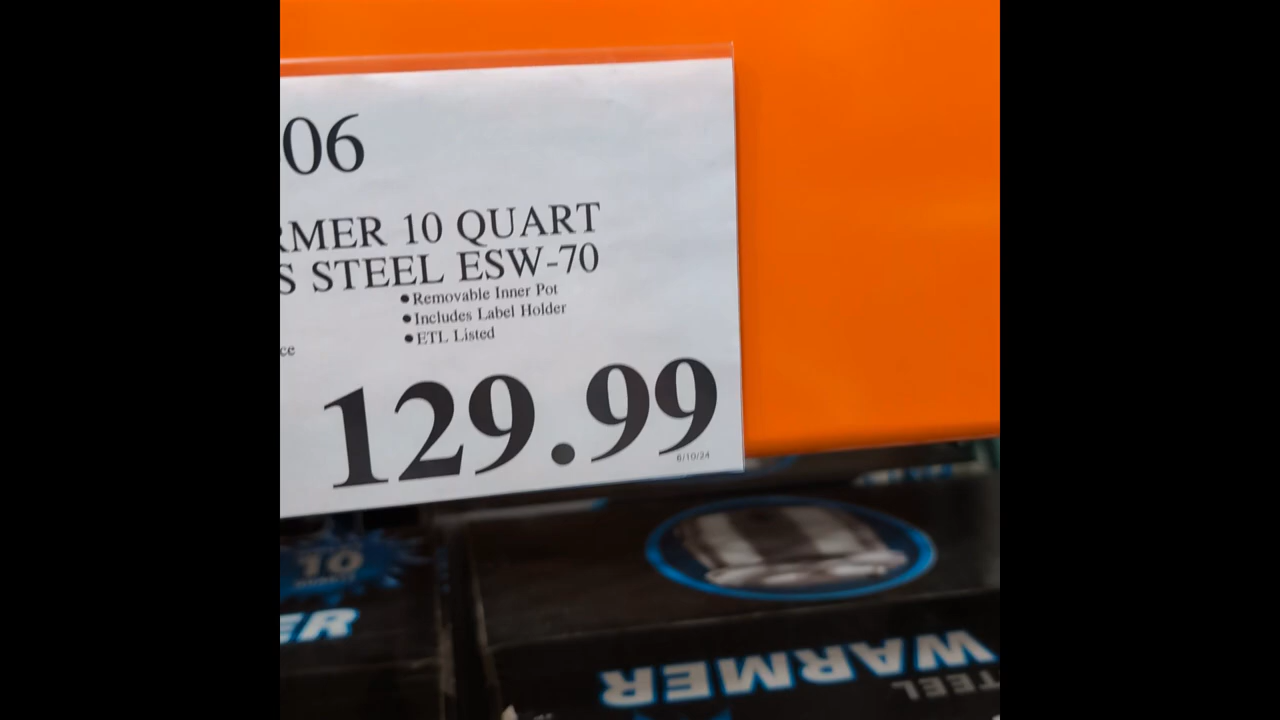 06
RMER 10 QUART
S STEEL ESW-70
•Removable Inner Pot
•Includes Label Holder
•ETL Listed
ce
129.99
6/10/24
10
ER
WARMER
TEEL